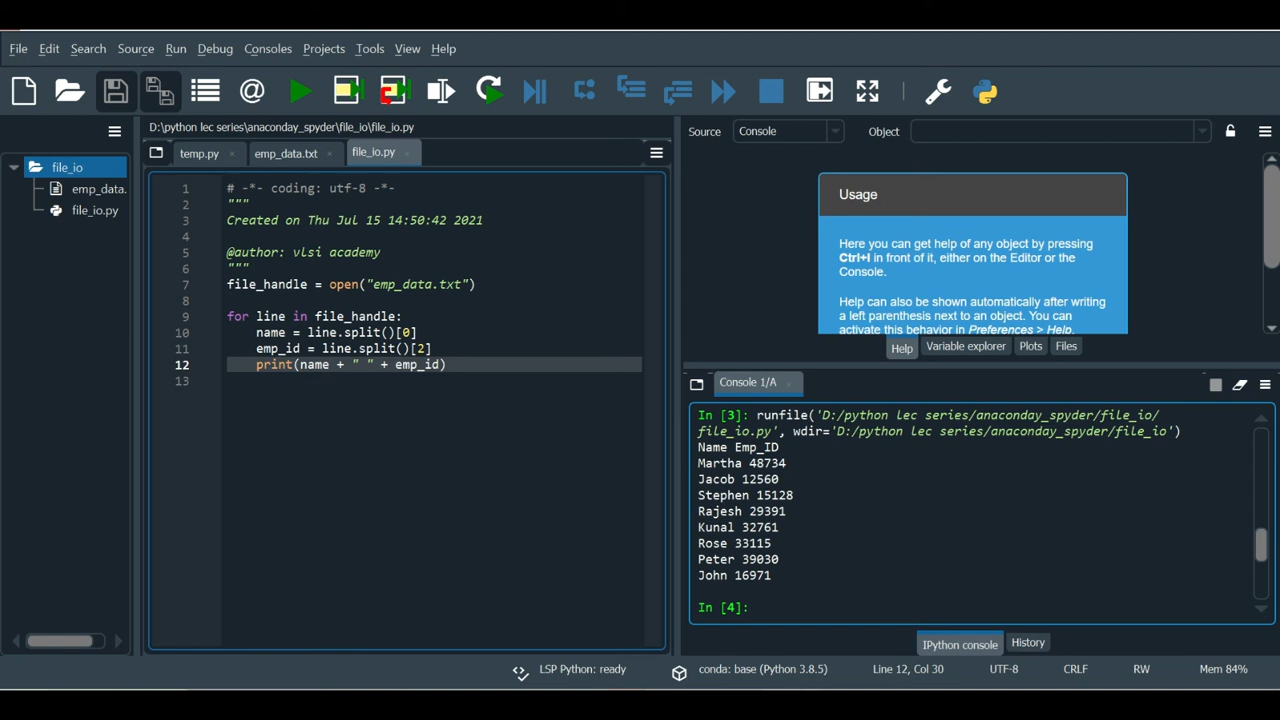 File Edit Search Source Run Debug Consoles Projects Tools View Help
D:\python lec series\anaconday_spyder\file_io\file_io.py
temp.py emp_data.txt file_io.py
file_io
emp_data.
file_io.py
1 # -*- coding: utf-8 -*-
2 """
3 Created on Thu Jul 15 14:50:42 2021
4
5 @author: vlsi academy
6 """
7 file_handle = open("emp_data.txt")
8
9 for line in file_handle:
10 name = line.split()[0]
11 emp_id = line.split()[2]
12 print(name + " " + emp_id)
13
Source Console Object
Usage
Here you can get help of any object by pressing
Ctrl+I in front of it, either on the Editor or the
Console.
Help can also be shown automatically after writing
a left parenthesis next to an object. You can
activate this behavior in Preferences > Help.
Help Variable explorer Plots Files
Console 1/A
In [3]: runfile('D:/python lec series/anaconday_spyder/file_io/
file_io.py', wdir='D:/python lec series/anaconday_spyder/file_io')
Name Emp_ID
Martha 48734
Jacob 12560
Stephen 15128
Rajesh 29391
Kunal 32761
Rose 33115
Peter 39030
John 16971
In [4]:
IPython console History
LSP Python: ready conda: base (Python 3.8.5) Line 12, Col 30 UTF-8 CRLF RW Mem 84%